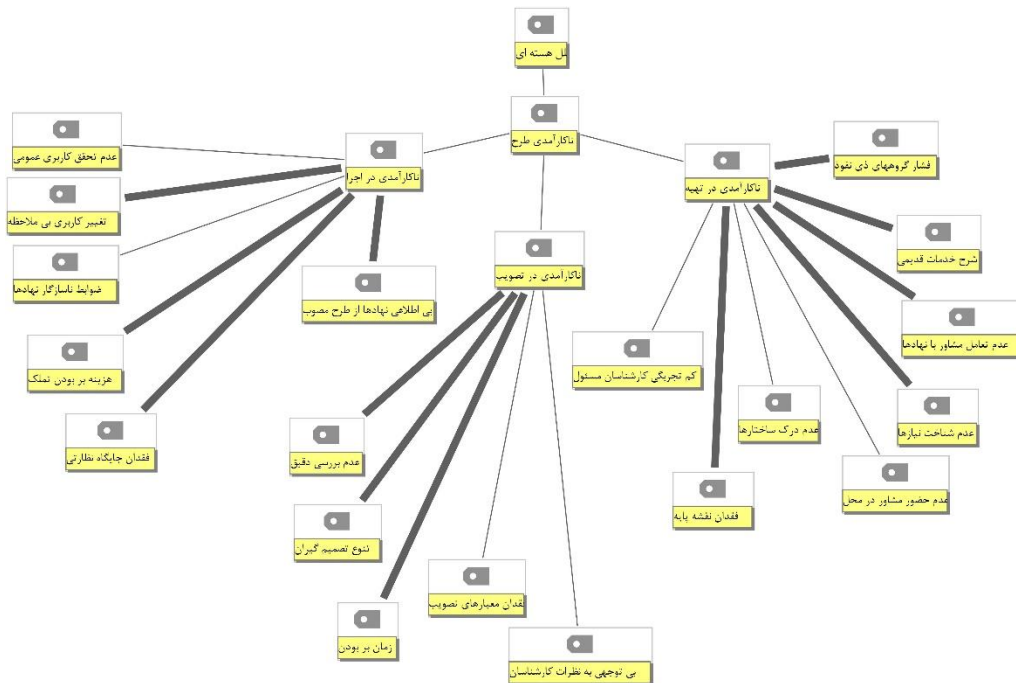 لل هسته ای
ناکارآمدی طرح
عدم تحقق کاربری عمومی
ناکارآمدی در اجرا
فشار گروههای ذی نفوذ
ناکارآمدی در تهیه
تغییر کاربری بی ملاحظه
شرح خدمات قدیمی
ناکارآمدی در تصویب
ضوابط ناسازگار نهادها
بی اطلاعی نهادها از طرح مصوب
عدم تعامل مشاور با نهادها
هزینه بر بودن تملک
کم تجربگی کارشناسان مسئول
عدم شناخت نیازها
عدم درک ساختارها
فقدان جایگاه نظارتی
عدم بررسی دقیق
عدم حضور مشاور در محل
فقدان نقشه پایه
تنوع تصمیم گیران
فقدان معیارهای تصویب
زمان بر بودن
بی توجهی به نظرات کارشناسان